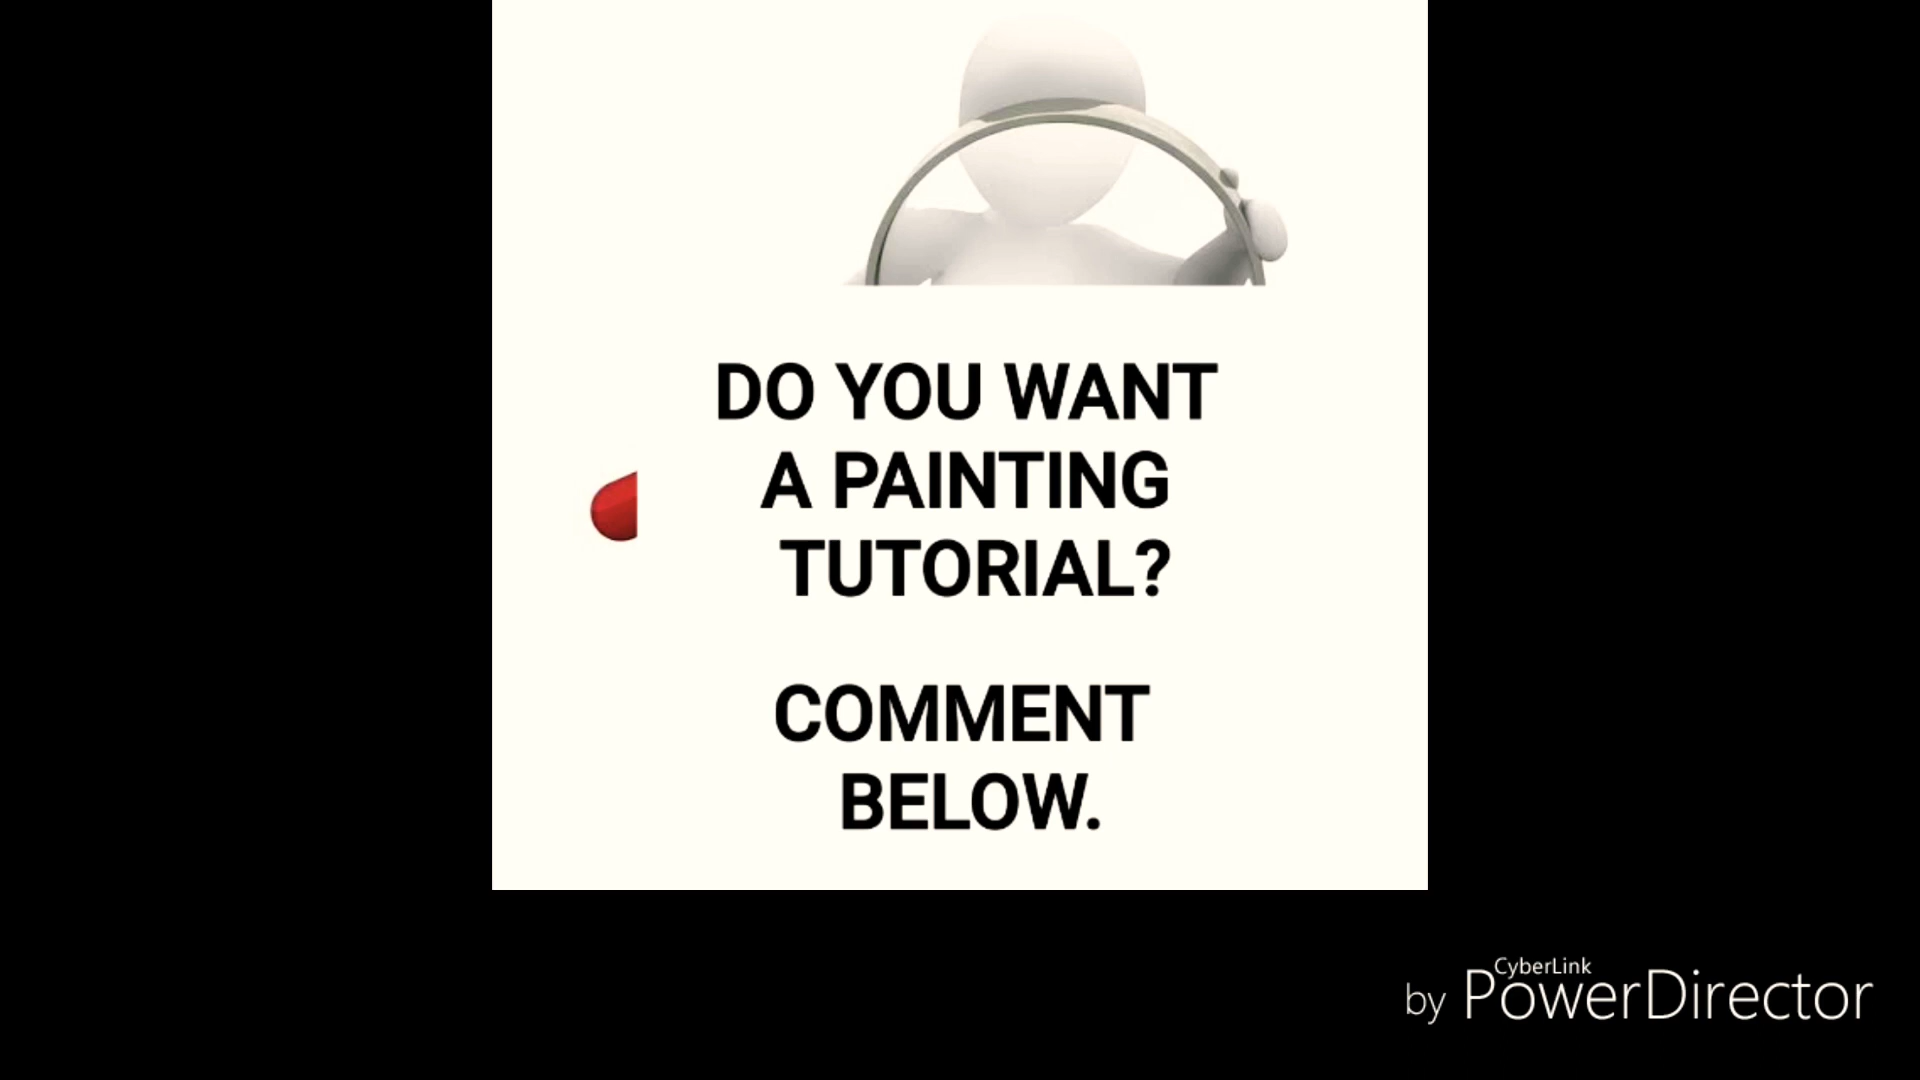 DO YOU WANT
A PAINTING
TUTORIAL?
COMMENT
BELOW.
CyberLink
by PowerDirector